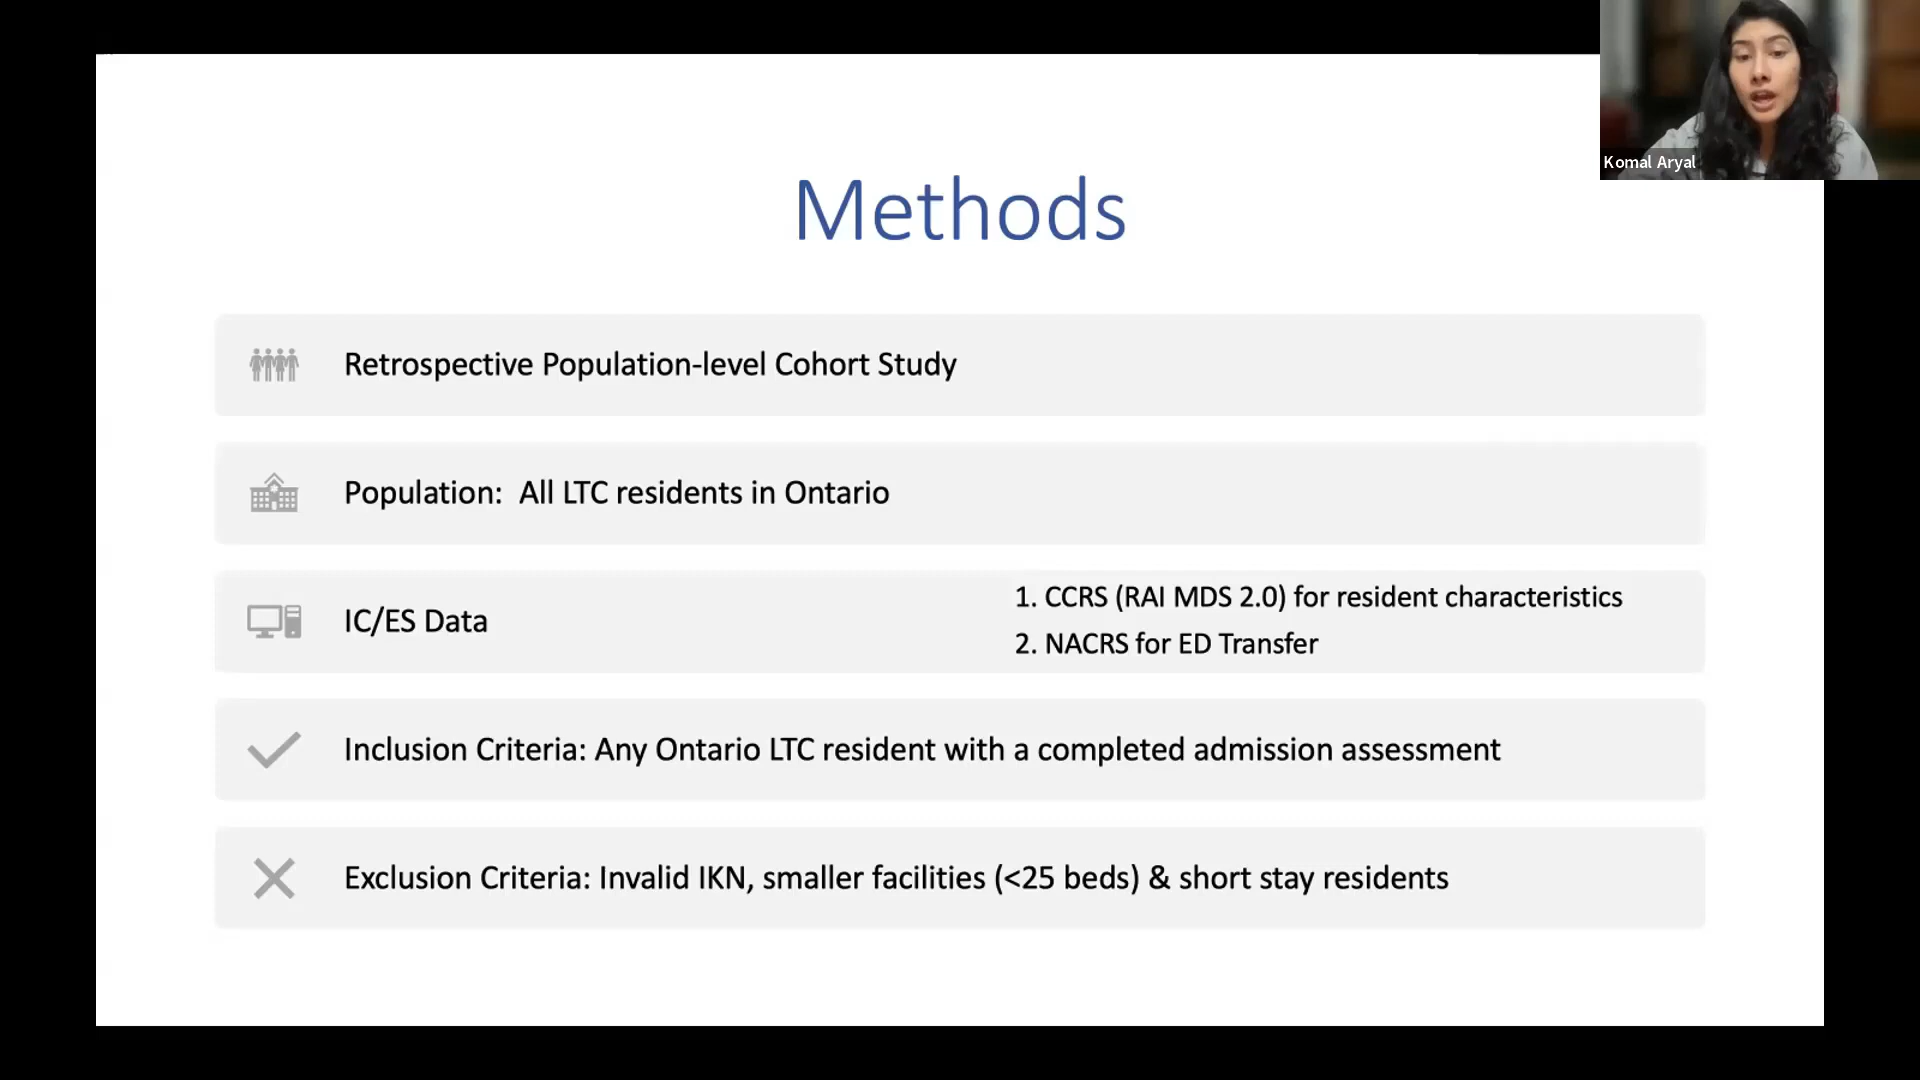 Komal Aryal
Methods
Retrospective Population-level Cohort Study
Population:  All LTC residents in Ontario
IC/ES Data
1. CCRS (RAI MDS 2.0) for resident characteristics
2. NACRS for ED Transfer
Inclusion Criteria: Any Ontario LTC resident with a completed admission assessment
Exclusion Criteria: Invalid IKN, smaller facilities (<25 beds) & short stay residents